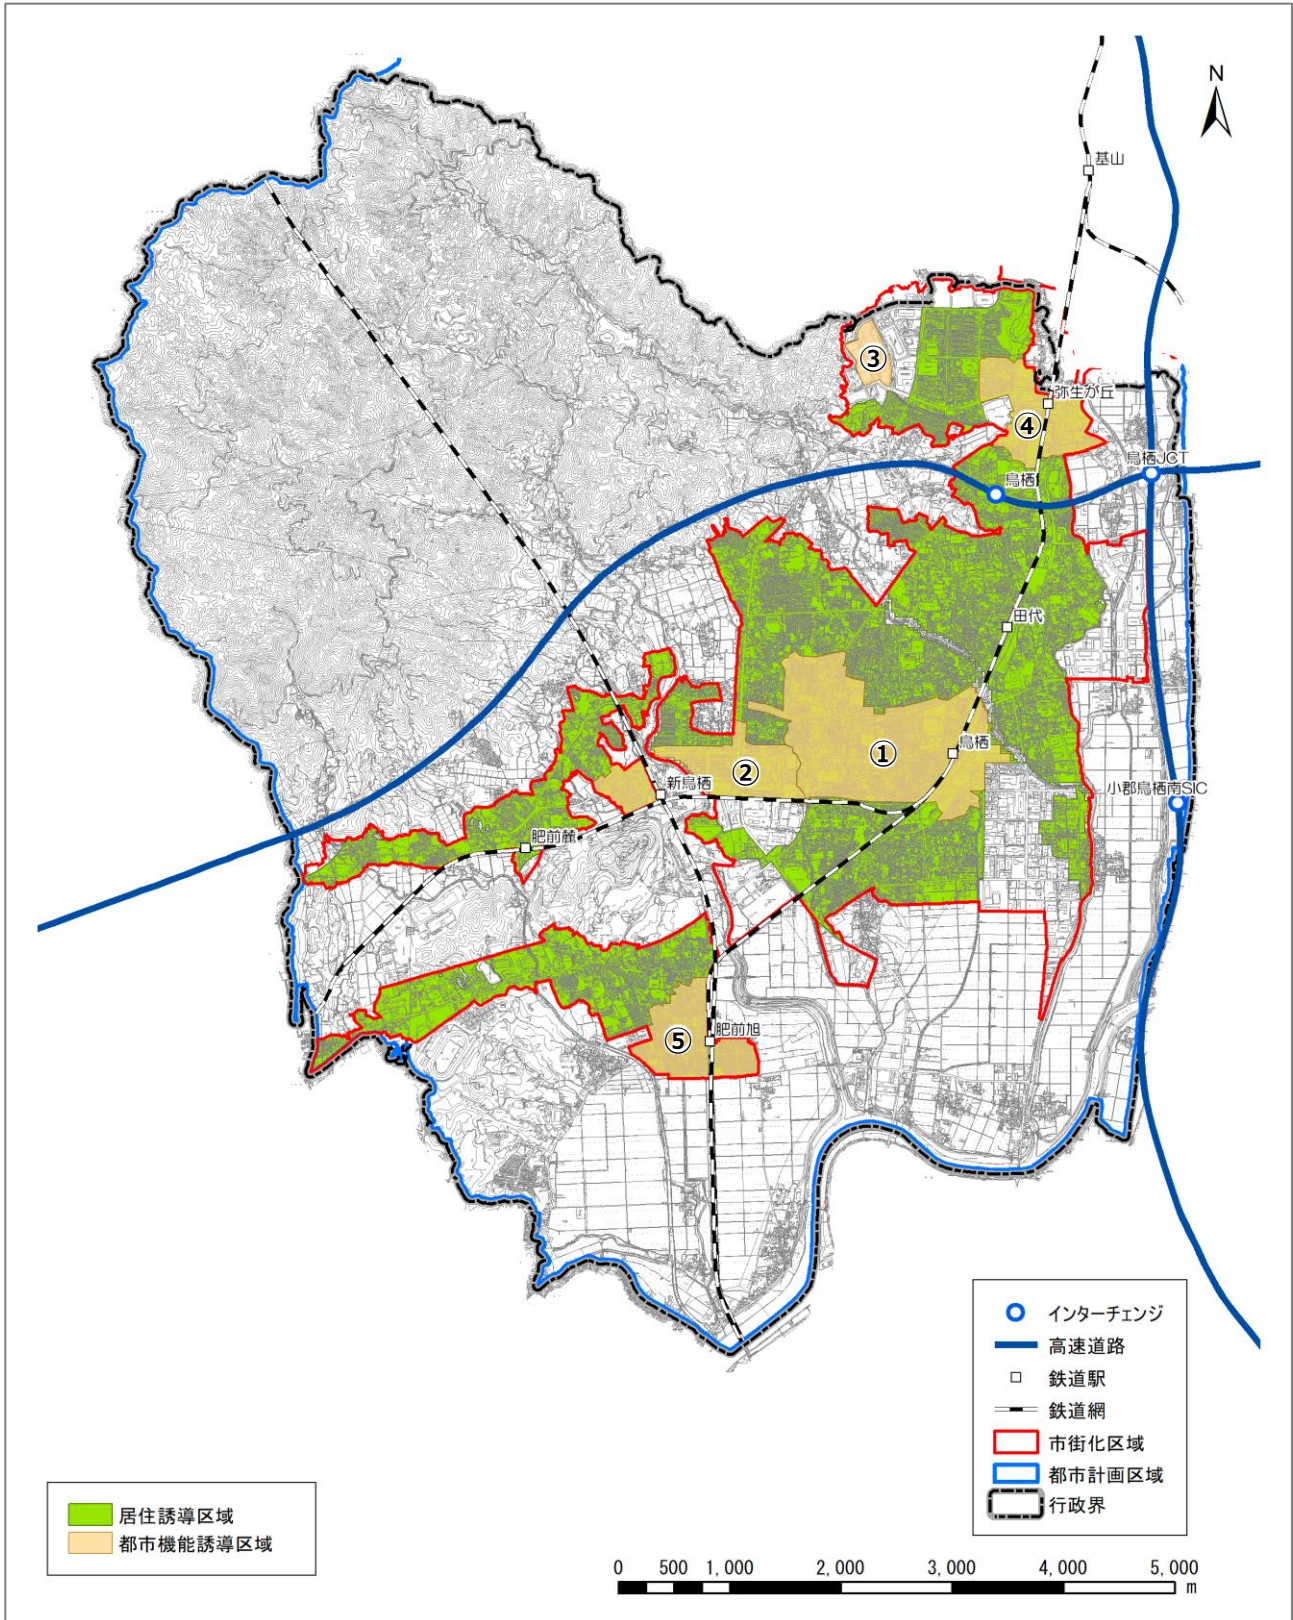 N
基山
③
弥生が丘
④
鳥栖JCT
鳥栖
田代
①
鳥栖
②
新鳥栖
小郡鳥栖南SIC
肥前麓
⑤
肥前旭
インターチェンジ
高速道路
鉄道駅
鉄道網
市街化区域
都市計画区域
行政界
居住誘導区域
都市機能誘導区域
0 500 1,000 2,000 3,000 4,000 5,000
m